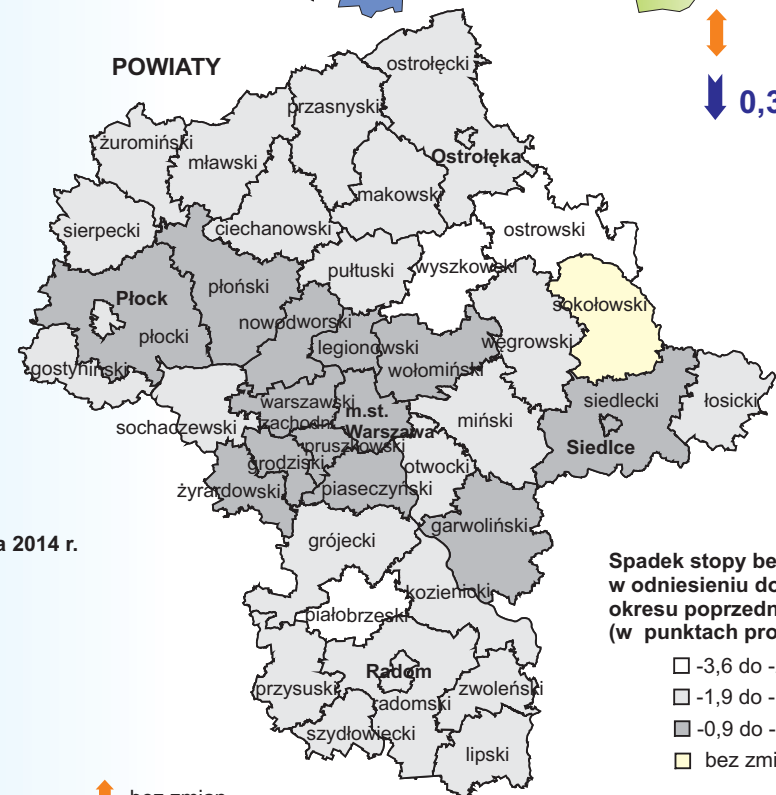 0,3
POWIATY
ostrołęcki
przasnyski
żuromiński
mławski
Ostrołęka
makowski
sierpecki
ciechanowski
ostrowski
pułtuski
wyszkowski
płoński
Płock
sokołowski
nowodworski
płocki
legionowski
węgrowski
gostyniński
wołomiński
siedlecki
łosicki
warszawski
zachodni
m.st.
Warszawa
miński
sochaczewski
pruszkowski
Siedlce
grodziski
otwocki
żyrardowski
piaseczyński
garwoliński
grójecki
a 2014 r.
kozienicki
białobrzeski
Radom
przysuski
zwoleński
radomski
szydłowiecki
lipski
Spadek stopy be
w odniesieniu do
okresu poprzedn
(w punktach pro
-3,6 do -
-1,9 do -
-0,9 do -
bez zmi
bez zmian